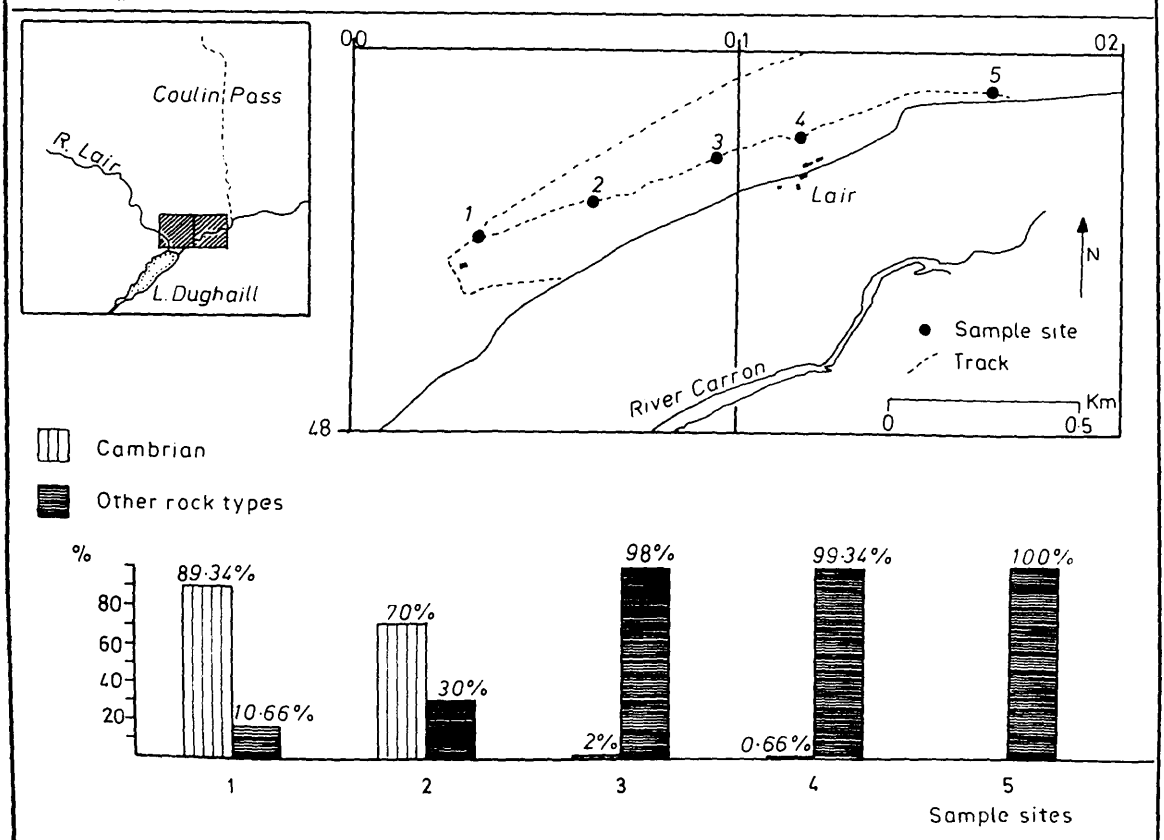 Coulin Pass
R. Lair
L. Dughaill
00
01
02
1
2
3
4
5
Lair
N
Sample site
Track
River Carron
Km
0
0·5
48
Cambrian
Other rock types
%
80
60
40
20
89·34%
10·66%
70%
30%
2%
98%
0·66%
99·34%
100%
1
2
3
4
5
Sample sites